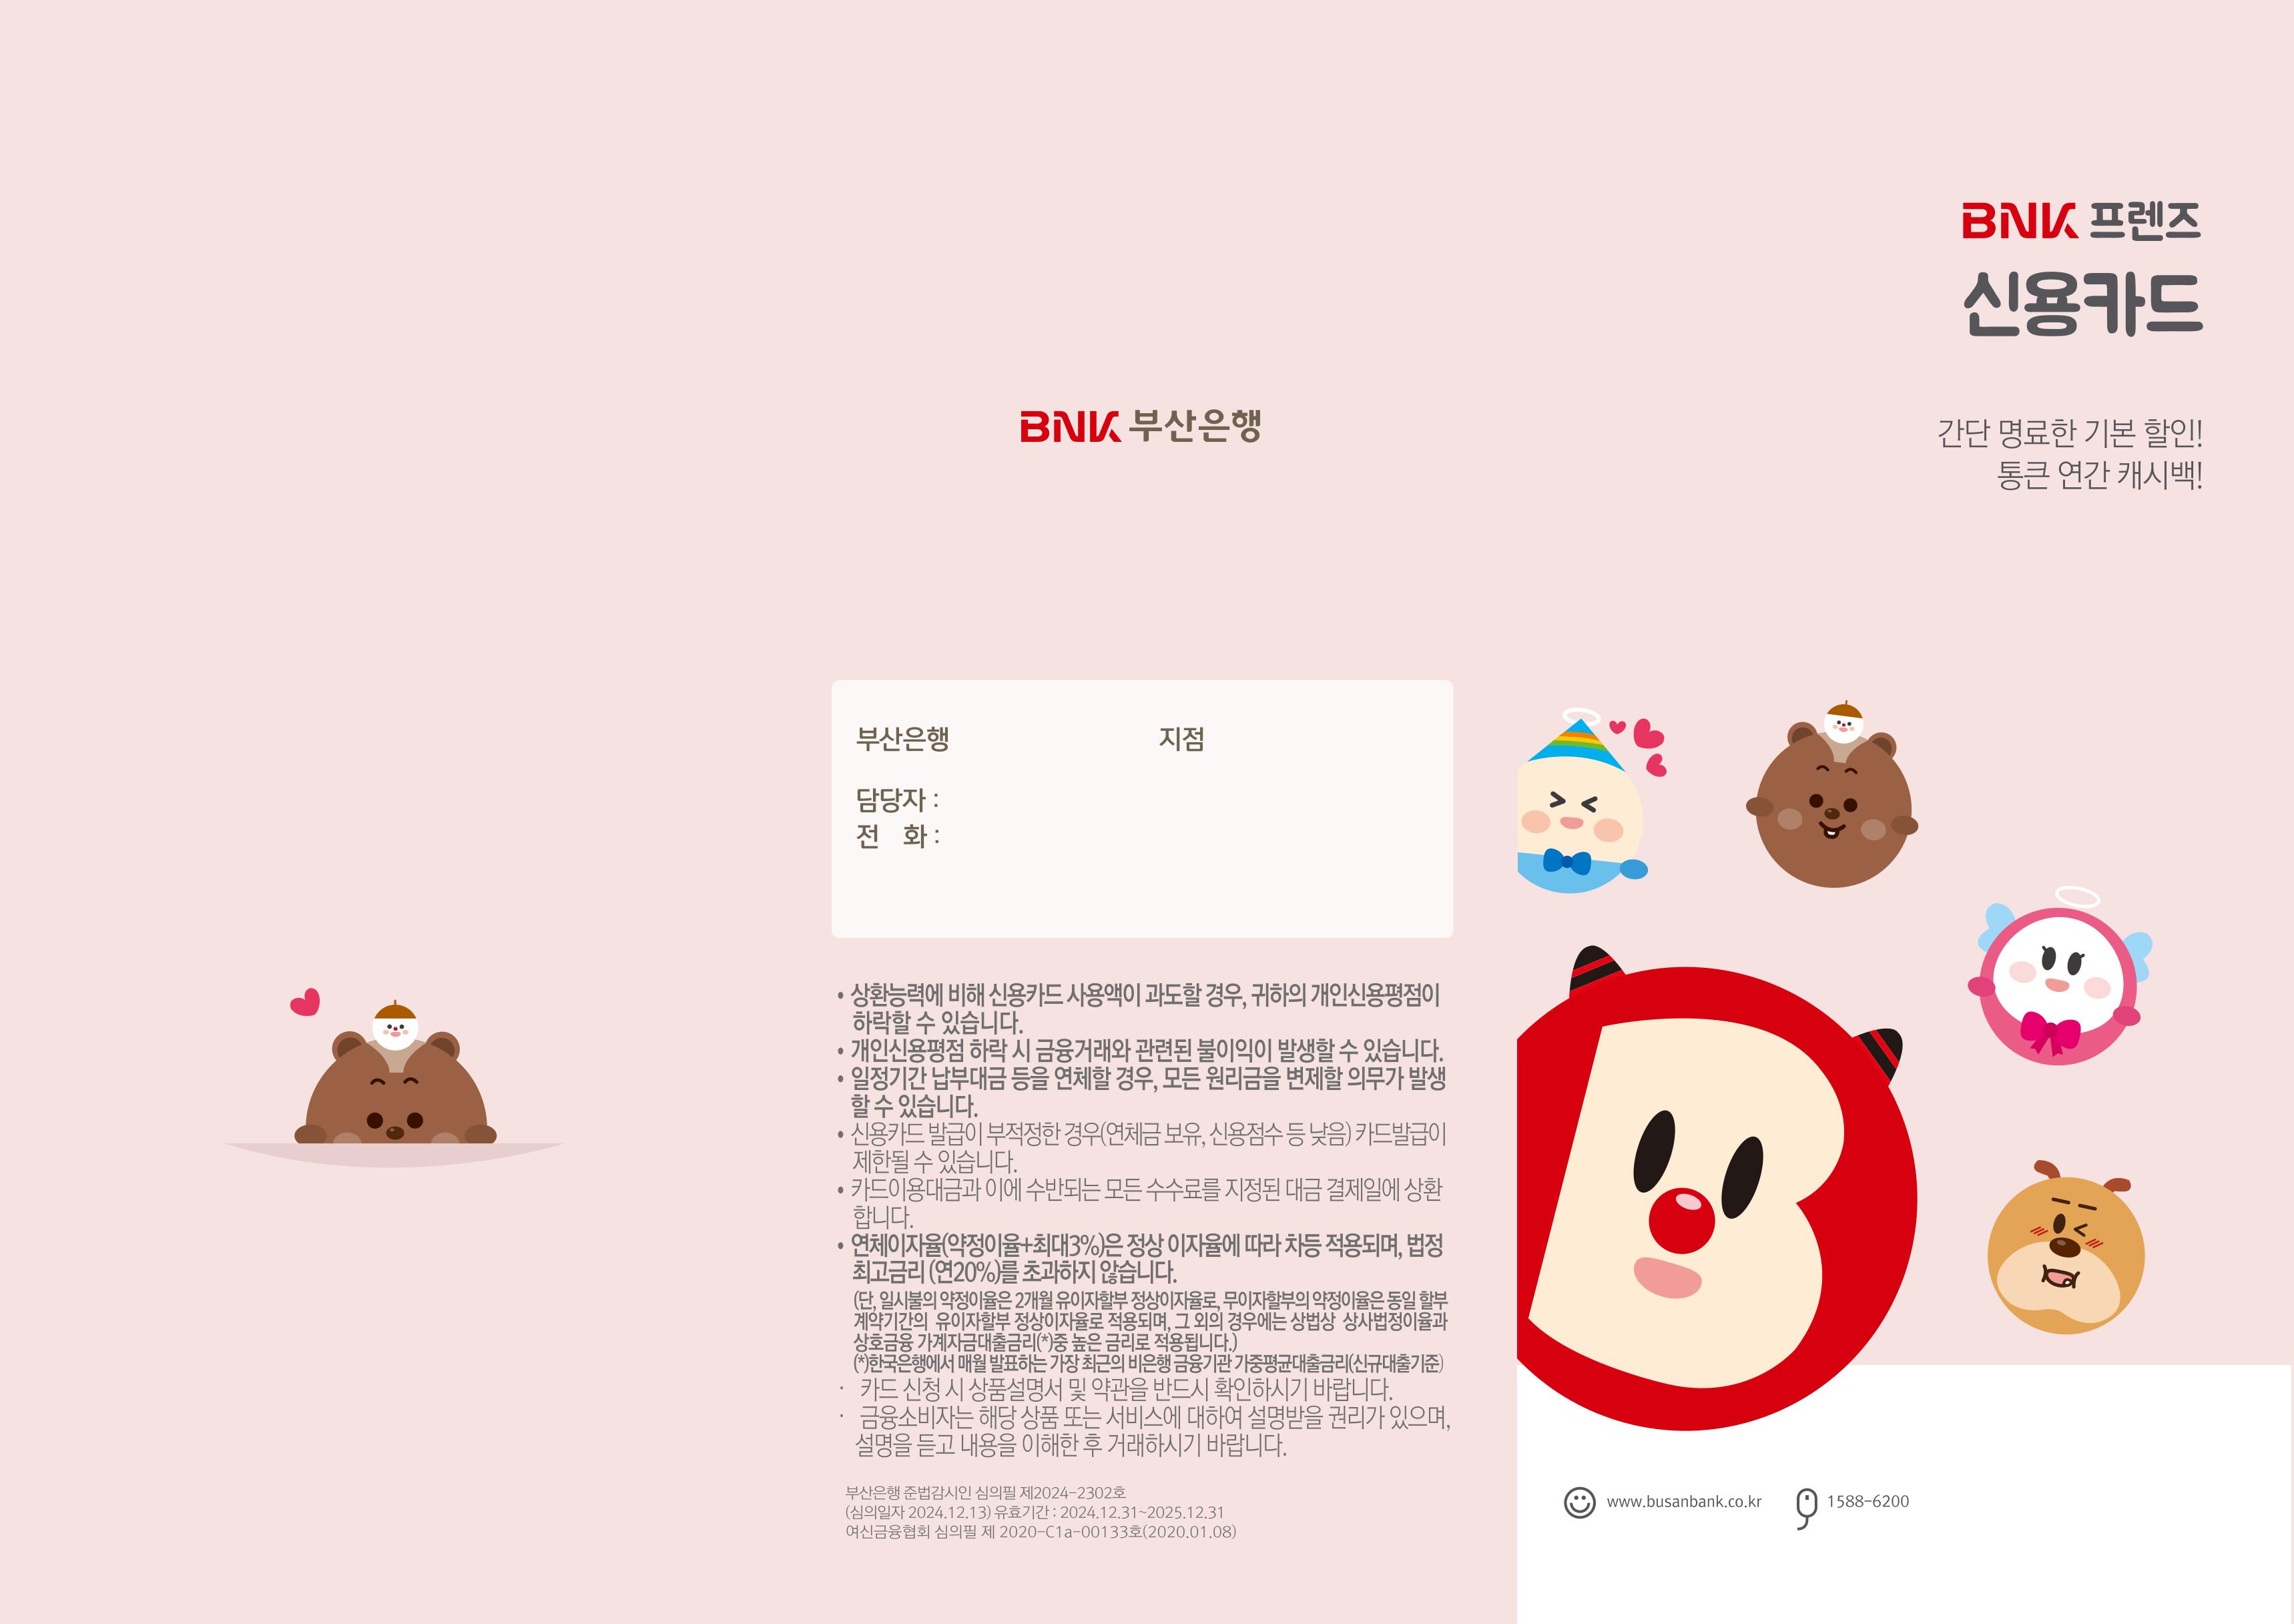 BNK 부산은행
부산은행 지점
담당자 :
전 화 :
• 상환능력에 비해 신용카드 사용액이 과도할 경우, 귀하의 개인신용평점이
하락할 수 있습니다.
• 개인신용평점 하락 시 금융거래와 관련된 불이익이 발생할 수 있습니다.
• 일정기간 납부대금 등을 연체할 경우, 모든 원리금을 변제할 의무가 발생
할 수 있습니다.
• 신용카드 발급이 부적정한 경우(연체금 보유, 신용점수 등 낮음) 카드발급이
제한될 수 있습니다.
• 카드이용대금과 이에 수반되는 모든 수수료를 지정된 대금 결제일에 상환
합니다.
• 연체이자율(약정이율+최대3%)은 정상 이자율에 따라 차등 적용되며, 법정
최고금리 (연20%)를 초과하지 않습니다.
(단, 일시불의 약정이율은 2개월 유이자할부 정상이자율로, 무이자할부의 약정이율은 동일 할부
계약기간의 유이자할부 정상이자율로 적용되며, 그 외의 경우에는 상법상 상사법정이율과
상호금융 가계자금대출금리(*)중 높은 금리로 적용됩니다.)
(*)한국은행에서 매월 발표하는 가장 최근의 비은행 금융기관 가중평균대출금리(신규대출기준)
· 카드 신청 시 상품설명서 및 약관을 반드시 확인하시기 바랍니다.
· 금융소비자는 해당 상품 또는 서비스에 대하여 설명받을 권리가 있으며,
설명을 듣고 내용을 이해한 후 거래하시기 바랍니다.
부산은행 준법감시인 심의필 제2024-2302호
(심의일자 2024.12.13) 유효기간 : 2024.12.31~2025.12.31
여신금융협회 심의필 제 2020-C1a-00133호(2020.01.08)
BNK 프렌즈
신용카드
간단 명료한 기본 할인!
통큰 연간 캐시백!
www.busanbank.co.kr 1588-6200